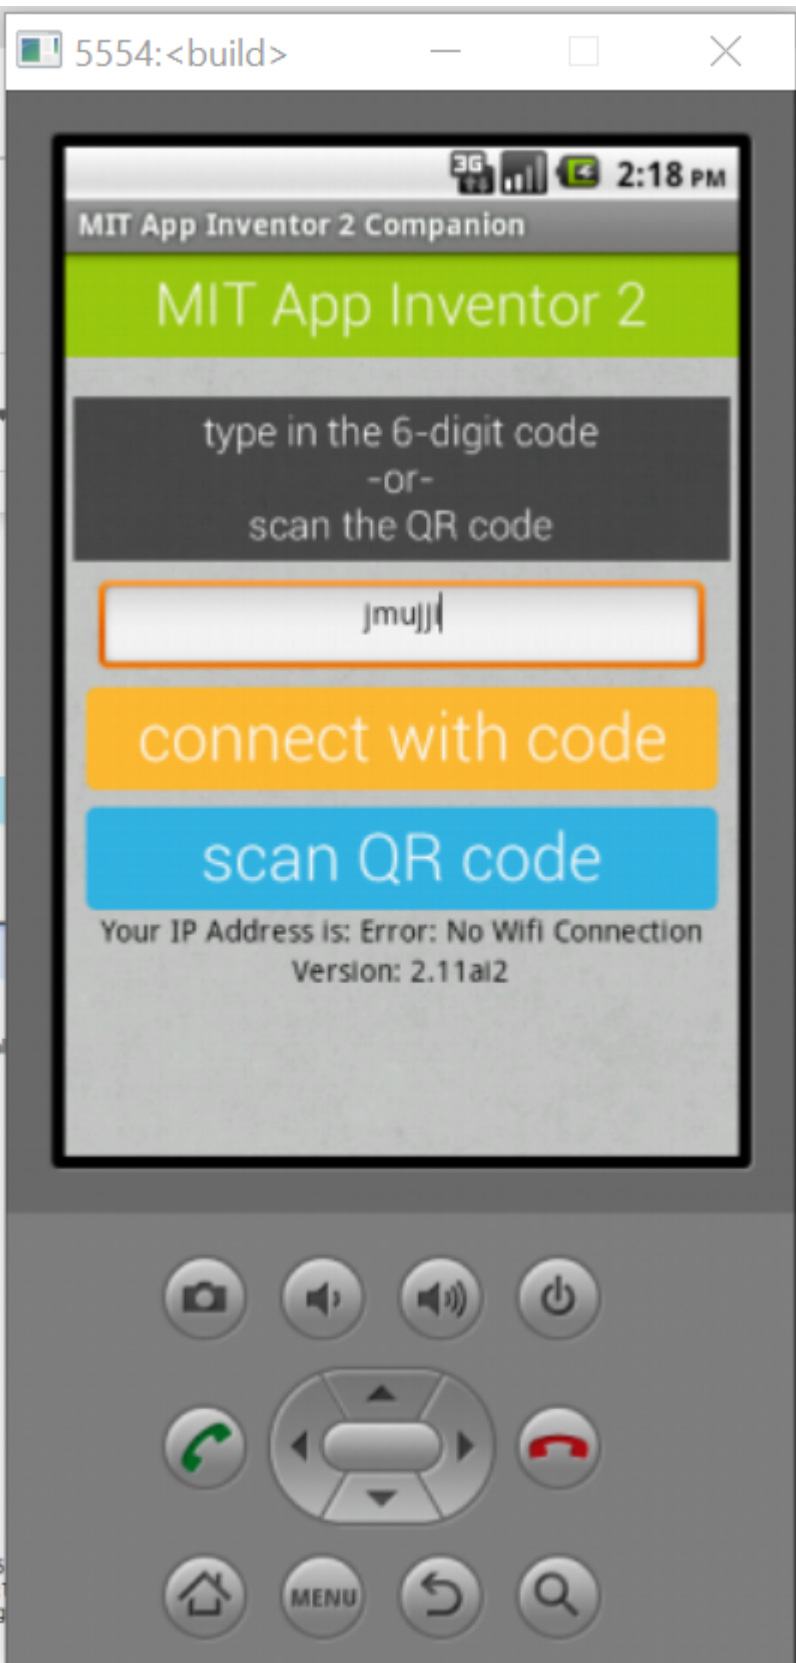 5554:<build>
3G
2:18 PM
MIT App Inventor 2 Companion
MIT App Inventor 2
type in the 6-digit code
-or-
scan the QR code
connect with code
scan QR code
Your IP Address is: Error: No Wifi Connection
Version: 2.11ai2
MENU